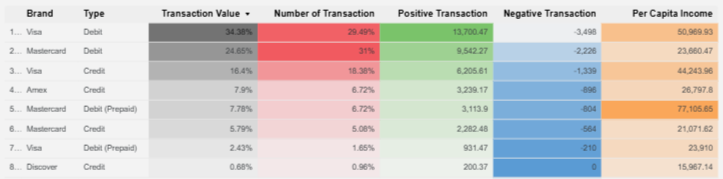 Brand Type Transaction Value ▾ Number of Transaction Positive Transaction Negative Transaction Per Capita Income
1... Visa Debit 34.38% 29.49% 13,700.47 -3,498 50,969.93
2... Mastercard Debit 24.65% 31% 9,542.27 -2,226 23,660.47
3... Visa Credit 16.4% 18.38% 6,205.61 -1,339 44,243.96
4... Amex Credit 7.9% 6.72% 3,239.17 -896 26,797.8
5... Mastercard Debit (Prepaid) 7.78% 6.72% 3,113.9 -804 77,105.65
6... Mastercard Credit 5.79% 5.08% 2,282.48 -564 21,071.62
7... Visa Debit (Prepaid) 2.43% 1.65% 931.47 -210 23,910
8... Discover Credit 0.68% 0.96% 200.37 0 15,967.14